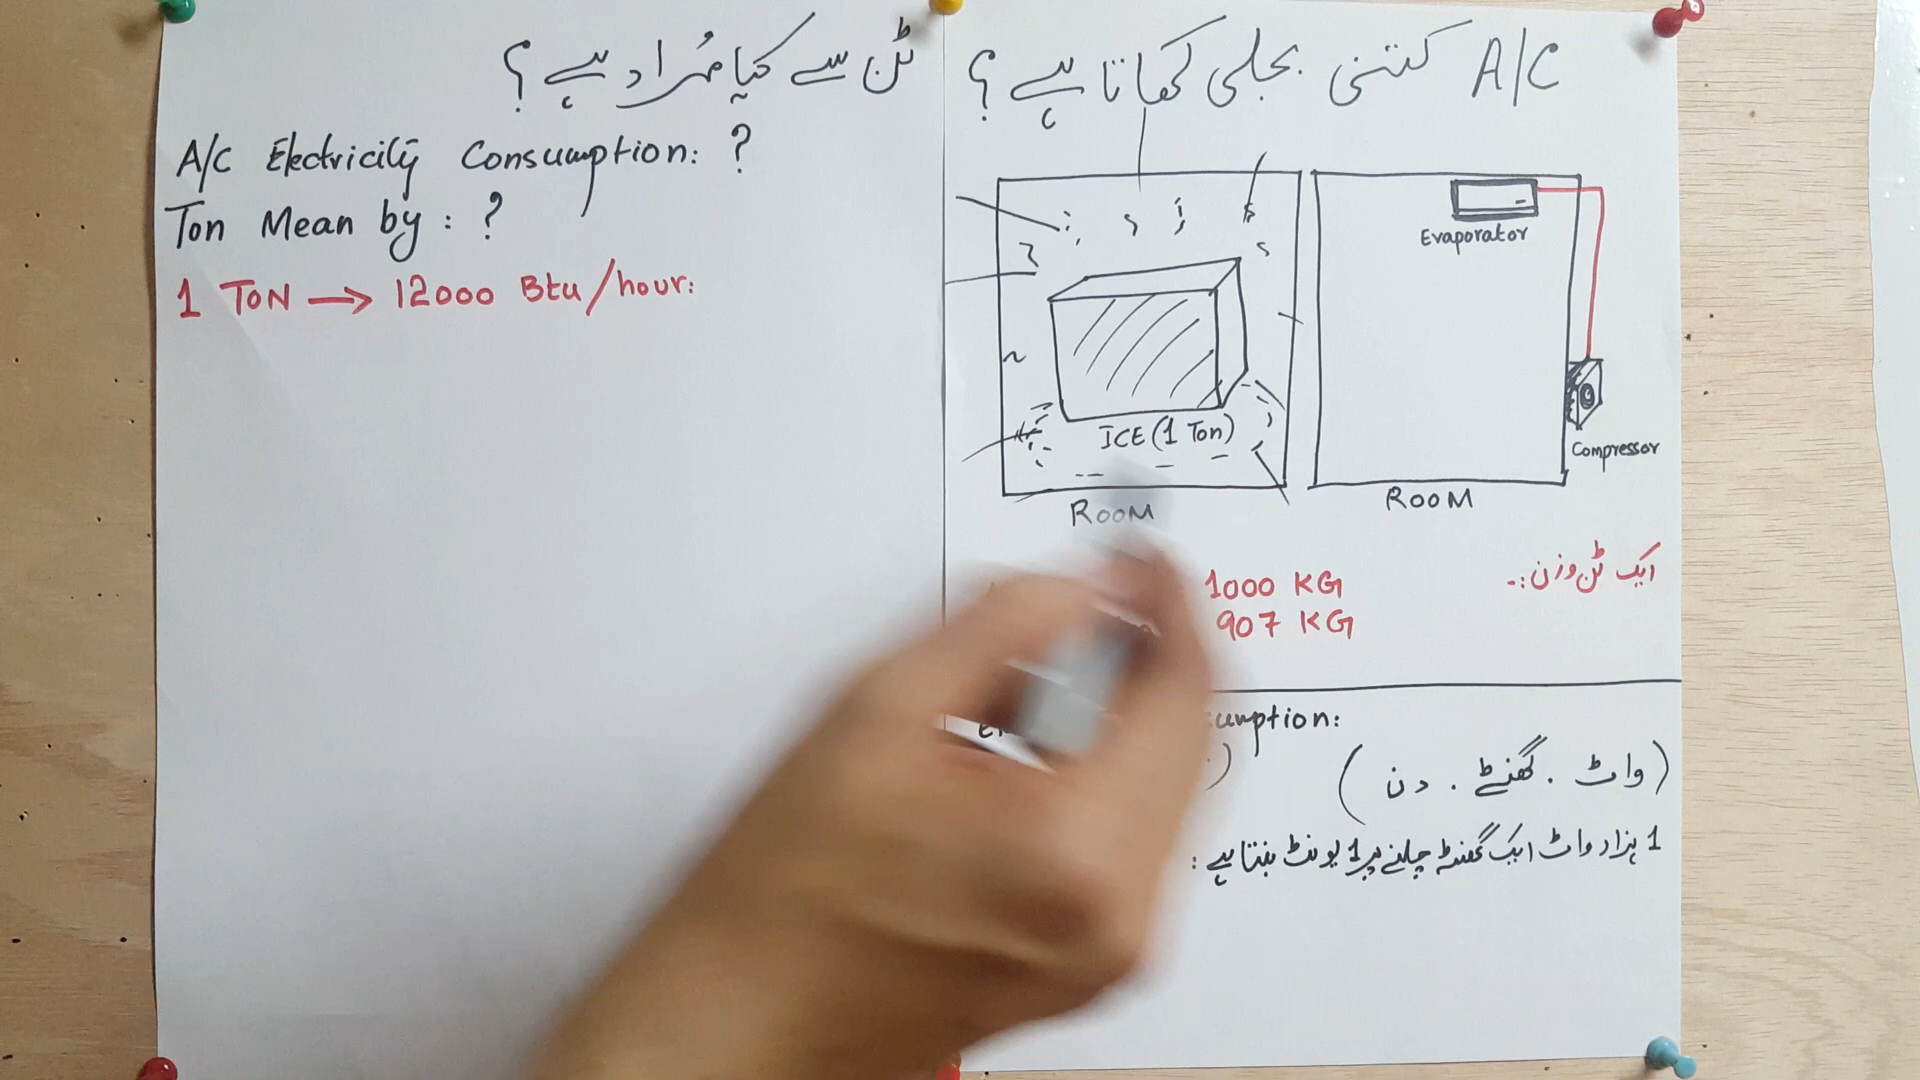 A/C کتنی بجلی کھاتا ہے ؟
ٹن سے کیا مُراد ہے ؟
A/C Electricity Consumption: ?
Ton Mean by : ?
1 TON → 12000 Btu/hour:
Evaporator
ICE (1 Ton)
Compressor
ROOM
ROOM
ایک ٹن وزن :-
1000 KG
907 KG
(واٹ . گھنٹے . دن)
1 ہزار واٹ ایک گھنٹہ چلنے پر 1 یونٹ بنتا ہے :